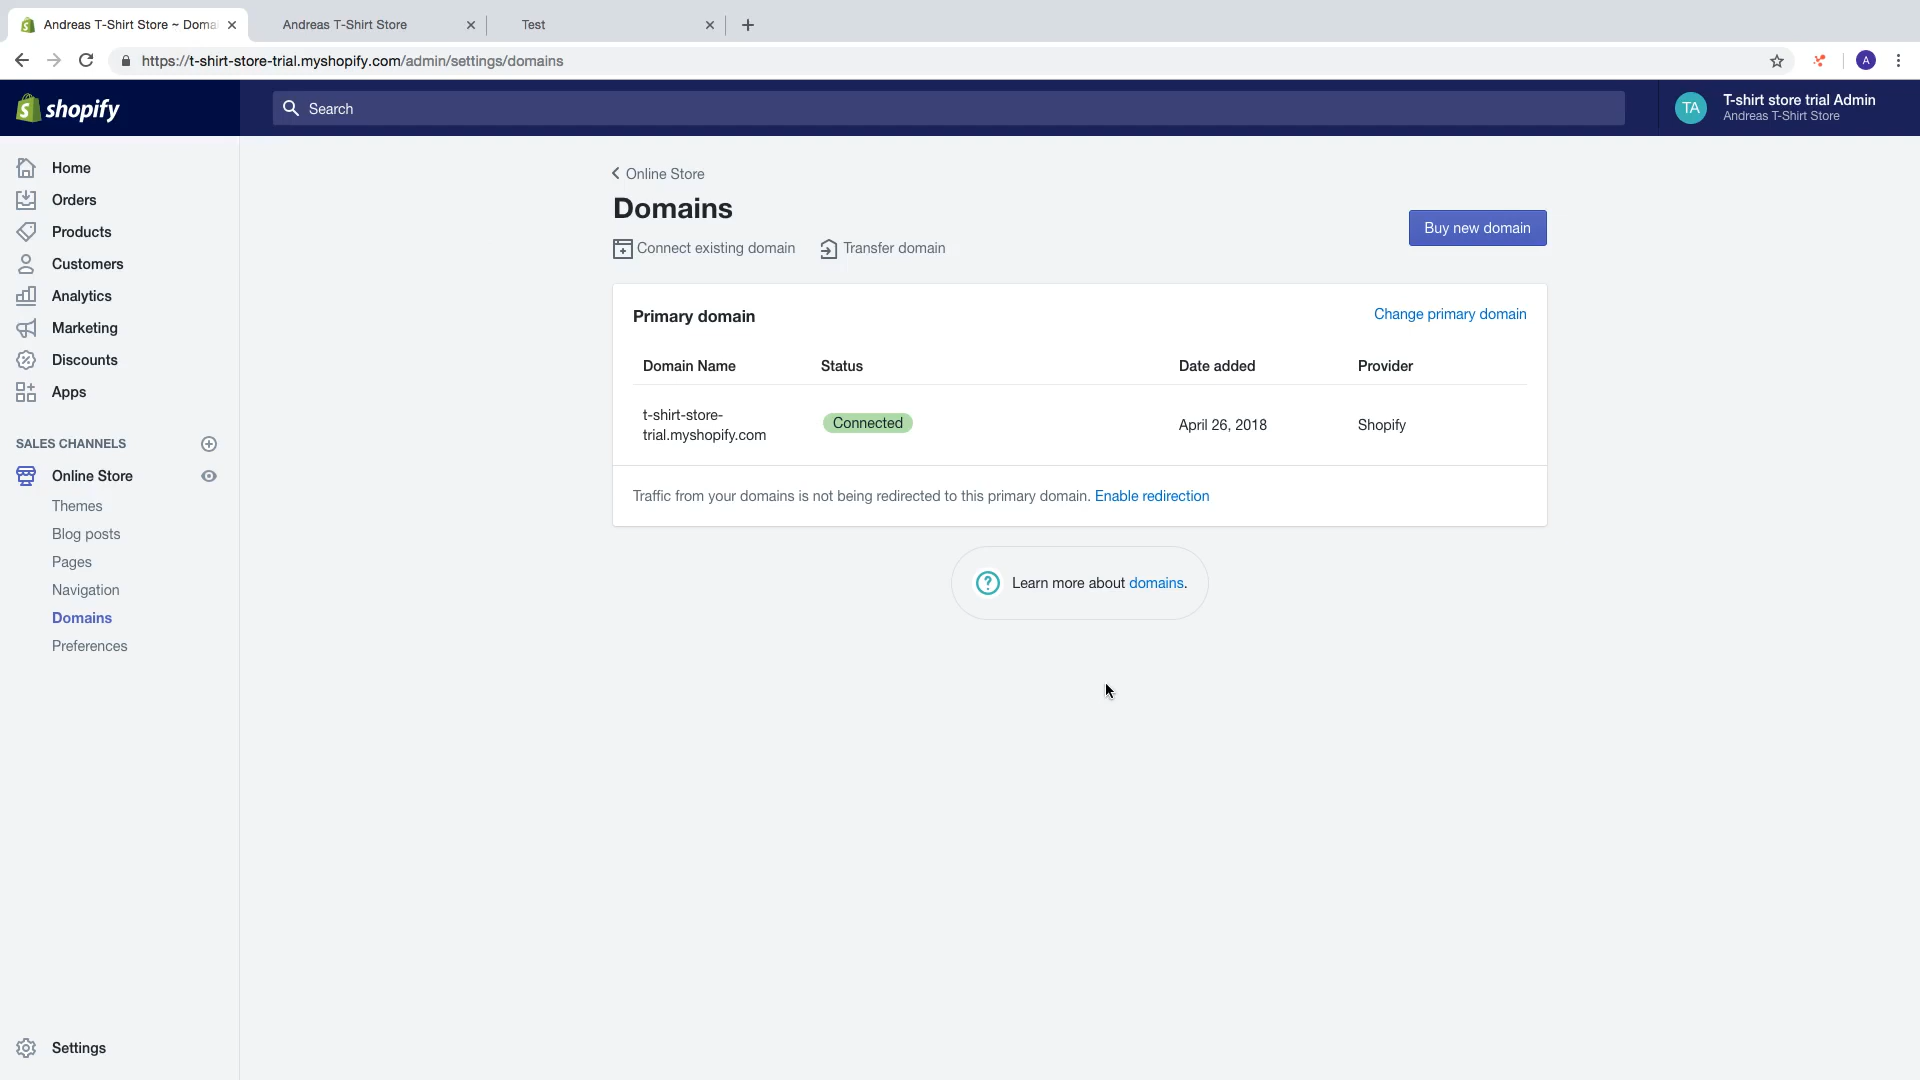 Andreas T-Shirt Store ~ Doma
Andreas T-Shirt Store
Test
https://t-shirt-store-trial.myshopify.com/admin/settings/domains
A
shopify
Search
TA
T-shirt store trial Admin
Andreas T-Shirt Store
Home
Orders
Products
Customers
Analytics
Marketing
Discounts
Apps
SALES CHANNELS
Online Store
Themes
Blog posts
Pages
Navigation
Domains
Preferences
Settings
Online Store
Domains
Connect existing domain
Transfer domain
Buy new domain
Primary domain
Change primary domain
Domain Name
Status
Date added
Provider
t-shirt-store-
trial.myshopify.com
Connected
April 26, 2018
Shopify
Traffic from your domains is not being redirected to this primary domain. Enable redirection
Learn more about domains.